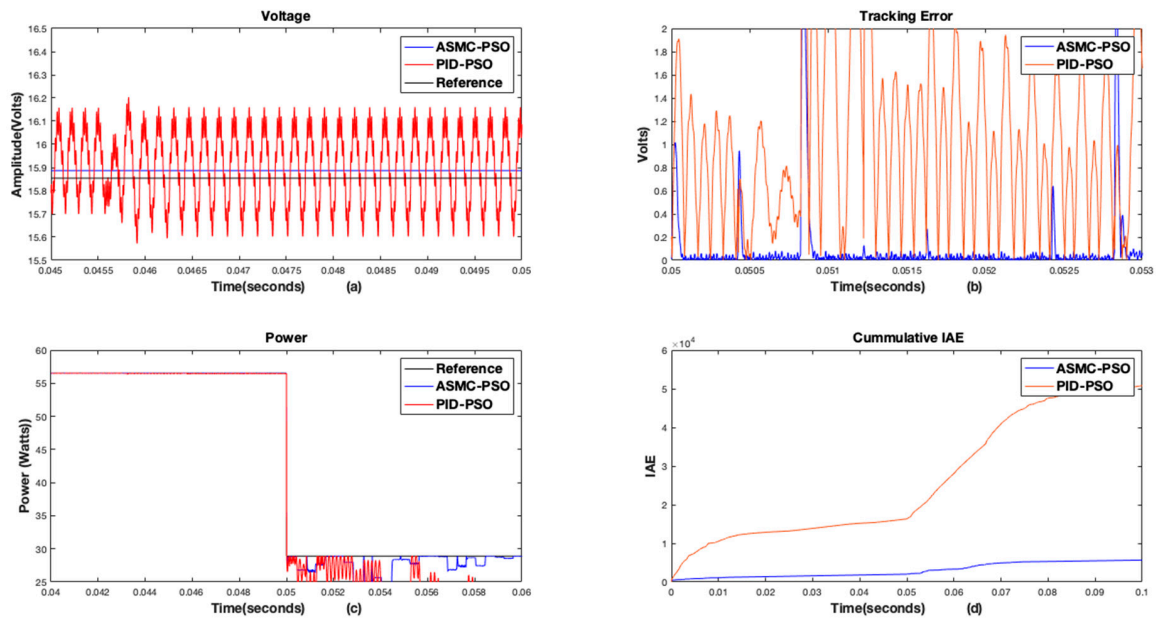 Voltage
16.5
16.4
16.3
16.2
16.1
16
15.9
15.8
15.7
15.6
15.5
Amplitude(Volts)
ASMC-PSO
PID-PSO
Reference
0.045 0.0455 0.046 0.0465 0.047 0.0475 0.048 0.0485 0.049 0.0495 0.05
Time(seconds) (a)
Tracking Error
2
1.8
1.6
1.4
1.2
1
0.8
0.6
0.4
0.2
0
Volts)
ASMC-PSO
PID-PSO
0.05 0.0505 0.051 0.0515 0.052 0.0525 0.053
Time(seconds) (b)
Power
60
55
50
45
40
35
30
25
Power (Watts))
Reference
ASMC-PSO
PID-PSO
0.04 0.042 0.044 0.046 0.048 0.05 0.052 0.054 0.056 0.058 0.06
Time(seconds) (c)
Cummulative IAE
×10⁴
6
5
4
3
2
1
0
IAE
ASMC-PSO
PID-PSO
0 0.01 0.02 0.03 0.04 0.05 0.06 0.07 0.08 0.09 0.1
Time(seconds) (d)